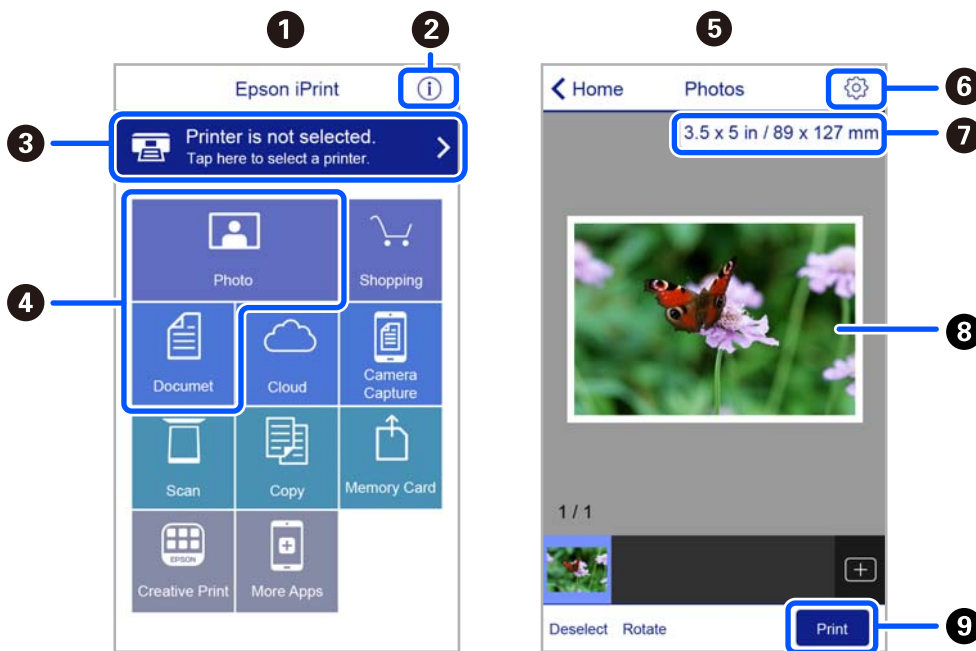 1
2
5
Epson iPrint
3
Printer is not selected.
Tap here to select a printer.
4
Photo
Shopping
Documet
Cloud
Camera
Capture
Scan
Copy
Memory Card
EPSON
Creative Print
More Apps
Home
Photos
6
3.5 x 5 in / 89 x 127 mm
7
8
1 / 1
Deselect
Rotate
Print
9